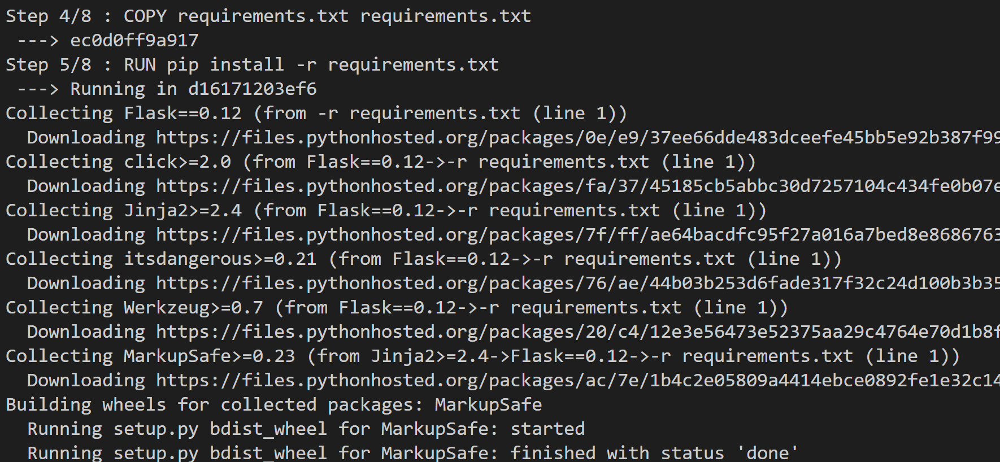 Step 4/8 : COPY requirements.txt requirements.txt
 ---> ec0d0ff9a917
Step 5/8 : RUN pip install -r requirements.txt
 ---> Running in d16171203ef6
Collecting Flask==0.12 (from -r requirements.txt (line 1))
  Downloading https://files.pythonhosted.org/packages/0e/e9/37ee66dde483dceefe45bb5e92b387f99
Collecting click>=2.0 (from Flask==0.12->-r requirements.txt (line 1))
  Downloading https://files.pythonhosted.org/packages/fa/37/45185cb5abbc30d7257104c434fe0b07e
Collecting Jinja2>=2.4 (from Flask==0.12->-r requirements.txt (line 1))
  Downloading https://files.pythonhosted.org/packages/7f/ff/ae64bacdfc95f27a016a7bed8e8686763
Collecting itsdangerous>=0.21 (from Flask==0.12->-r requirements.txt (line 1))
  Downloading https://files.pythonhosted.org/packages/76/ae/44b03b253d6fade317f32c24d100b3b35
Collecting Werkzeug>=0.7 (from Flask==0.12->-r requirements.txt (line 1))
  Downloading https://files.pythonhosted.org/packages/20/c4/12e3e56473e52375aa29c4764e70d1b8f
Collecting MarkupSafe>=0.23 (from Jinja2>=2.4->Flask==0.12->-r requirements.txt (line 1))
  Downloading https://files.pythonhosted.org/packages/ac/7e/1b4c2e05809a4414ebce0892fe1e32c14
Building wheels for collected packages: MarkupSafe
  Running setup.py bdist_wheel for MarkupSafe: started
  Running setup.py bdist_wheel for MarkupSafe: finished with status 'done'